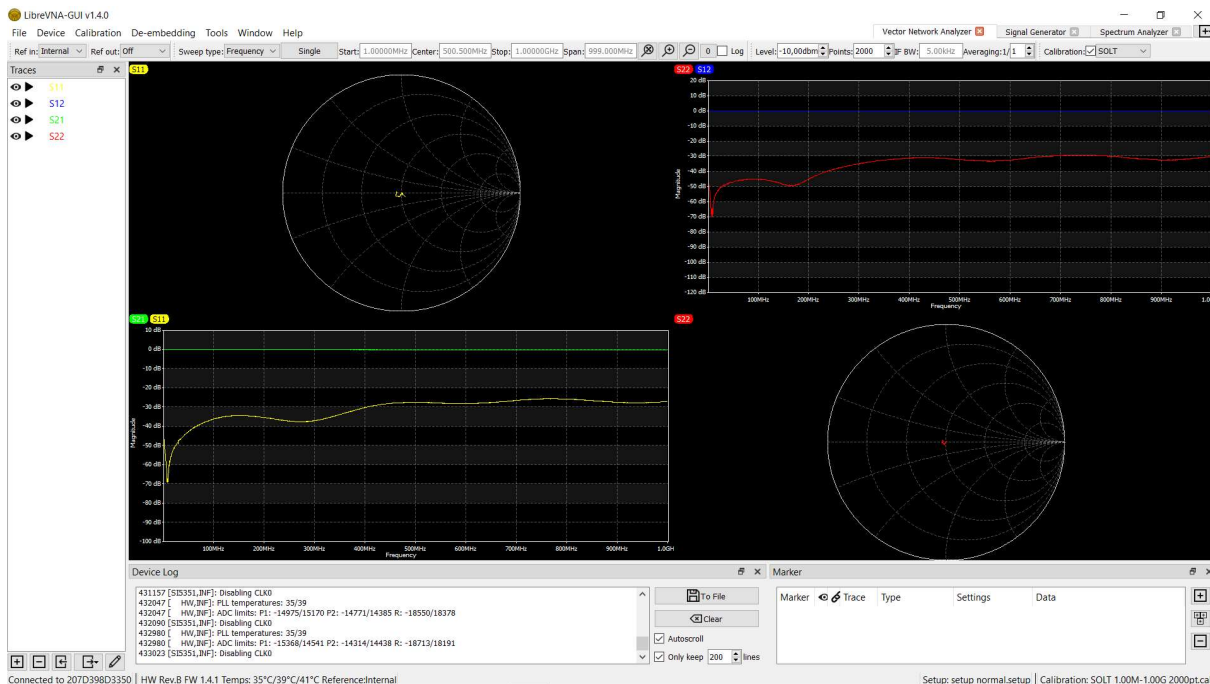 LibreVNA-GUI v1.4.0
File Device Calibration De-embedding Tools Window Help
Vector Network Analyzer Signal Generator Spectrum Analyzer
Ref in: Internal Ref out: Off Sweep type: Frequency Single Start: 1.00000MHz Center: 500.500MHz Stop: 1.00000GHz Span: 999.000MHz 0 Log Level: -10,00dbm Points: 2000 IF BW: 5.00kHz Averaging:1/ 1 Calibration: SOLT
Traces
S11
S12
S21
S22
S11
S22 S12
20 dB
10 dB
0 dB
-10 dB
-20 dB
-30 dB
-40 dB
-50 dB
-60 dB
-70 dB
-80 dB
-90 dB
-100 dB
-110 dB
-120 dB
Magnitude
100MHz 200MHz 300MHz 400MHz 500MHz 600MHz 700MHz 800MHz 900MHz 1.0
Frequency
S21 S11
10 dB
0 dB
-10 dB
-20 dB
-30 dB
-40 dB
-50 dB
-60 dB
-70 dB
-80 dB
-90 dB
-100 dB
Magnitude
100MHz 200MHz 300MHz 400MHz 500MHz 600MHz 700MHz 800MHz 900MHz 1.0GH
Frequency
S22
Device Log
431157 [SI5351,INF]: Disabling CLK0
432047 [ HW,INF]: PLL temperatures: 35/39
432047 [ HW,INF]: ADC limits: P1: -14975/15170 P2: -14771/14385 R: -18550/18378
432090 [SI5351,INF]: Disabling CLK0
432980 [ HW,INF]: PLL temperatures: 35/39
432980 [ HW,INF]: ADC limits: P1: -15368/14541 P2: -14314/14438 R: -18713/18191
433023 [SI5351,INF]: Disabling CLK0
To File
Clear
Autoscroll
Only keep 200 lines
Marker
Marker Trace Type Settings Data
Connected to 207D398D3350 HW Rev.B FW 1.4.1 Temps: 35°C/39°C/41°C Reference:Internal
Setup: setup normal.setup Calibration: SOLT 1.00M-1.00G 2000pt.ca